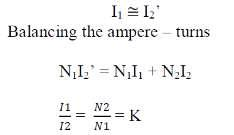 I₁ ≅ I₂’
Balancing the ampere – turns
N₁I₂’ = N₁I₁ + N₂I₂
I1/I2 = N2/N1 = K